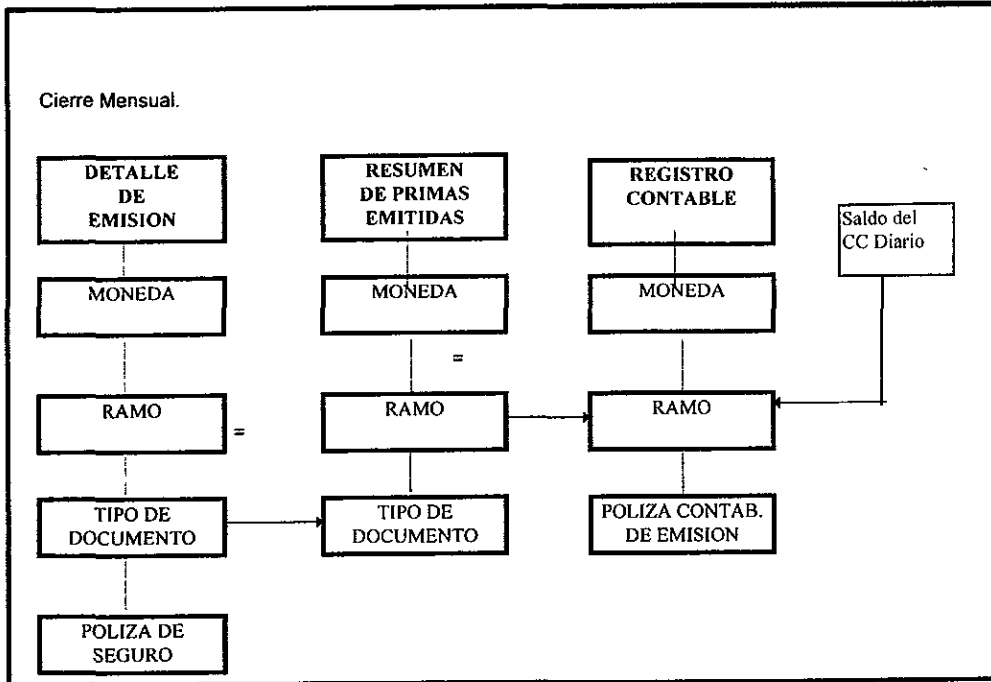 Cierre Mensual.
DETALLE
DE
EMISION
MONEDA
RAMO
=
TIPO DE
DOCUMENTO
POLIZA DE
SEGURO
RESUMEN
DE PRIMAS
EMITIDAS
MONEDA
=
RAMO
TIPO DE
DOCUMENTO
REGISTRO
CONTABLE
MONEDA
RAMO
POLIZA CONTAB.
DE EMISION
Saldo del
CC Diario